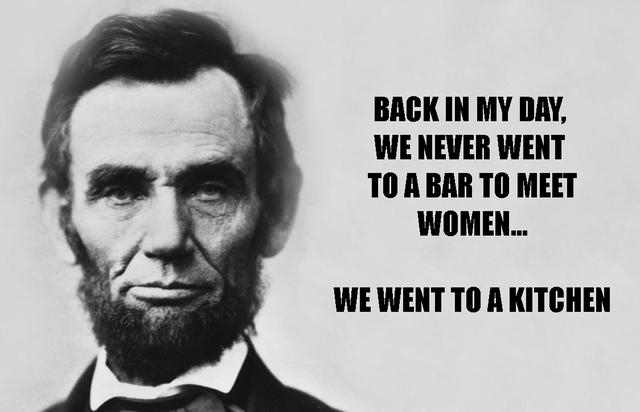 BACK IN MY DAY,
WE NEVER WENT
TO A BAR TO MEET
WOMEN...
WE WENT TO A KITCHEN